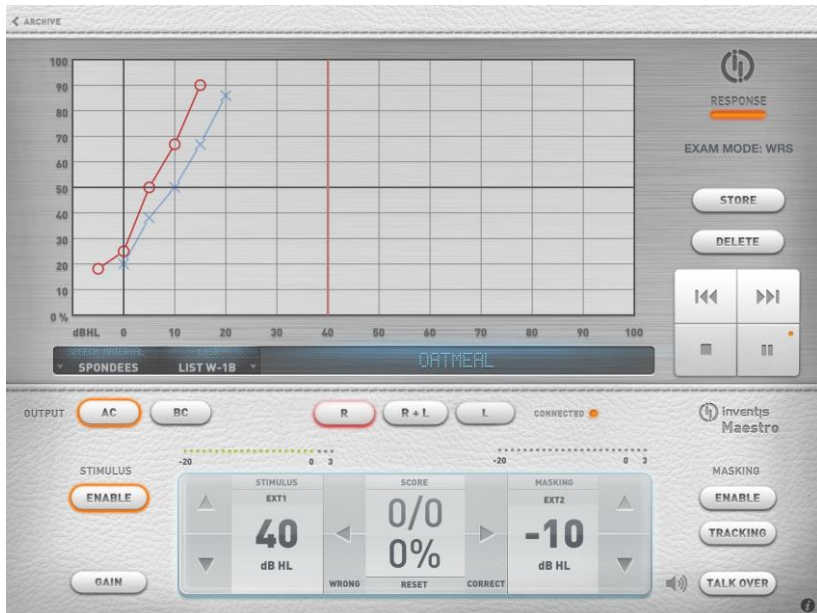 ARCHIVE
100
90
80
70
60
50
40
30
20
10
0 %
dBHL 0 10 20 30 40 50 60 70 80 90 100
RESPONSE
EXAM MODE: WRS
STORE
DELETE
SPEECH MATERIAL LIST
SPONDEES LIST W-1B OATMEAL
OUTPUT AC BC R R + L L CONNECTED
inventis
Maestro
-20 0 3 -20 0 3
STIMULUS MASKING
ENABLE ENABLE
STIMULUS SCORE MASKING
EXT1 0/0 EXT2
40 0% -10
dB HL dB HL
WRONG RESET CORRECT
TRACKING
GAIN TALK OVER
i